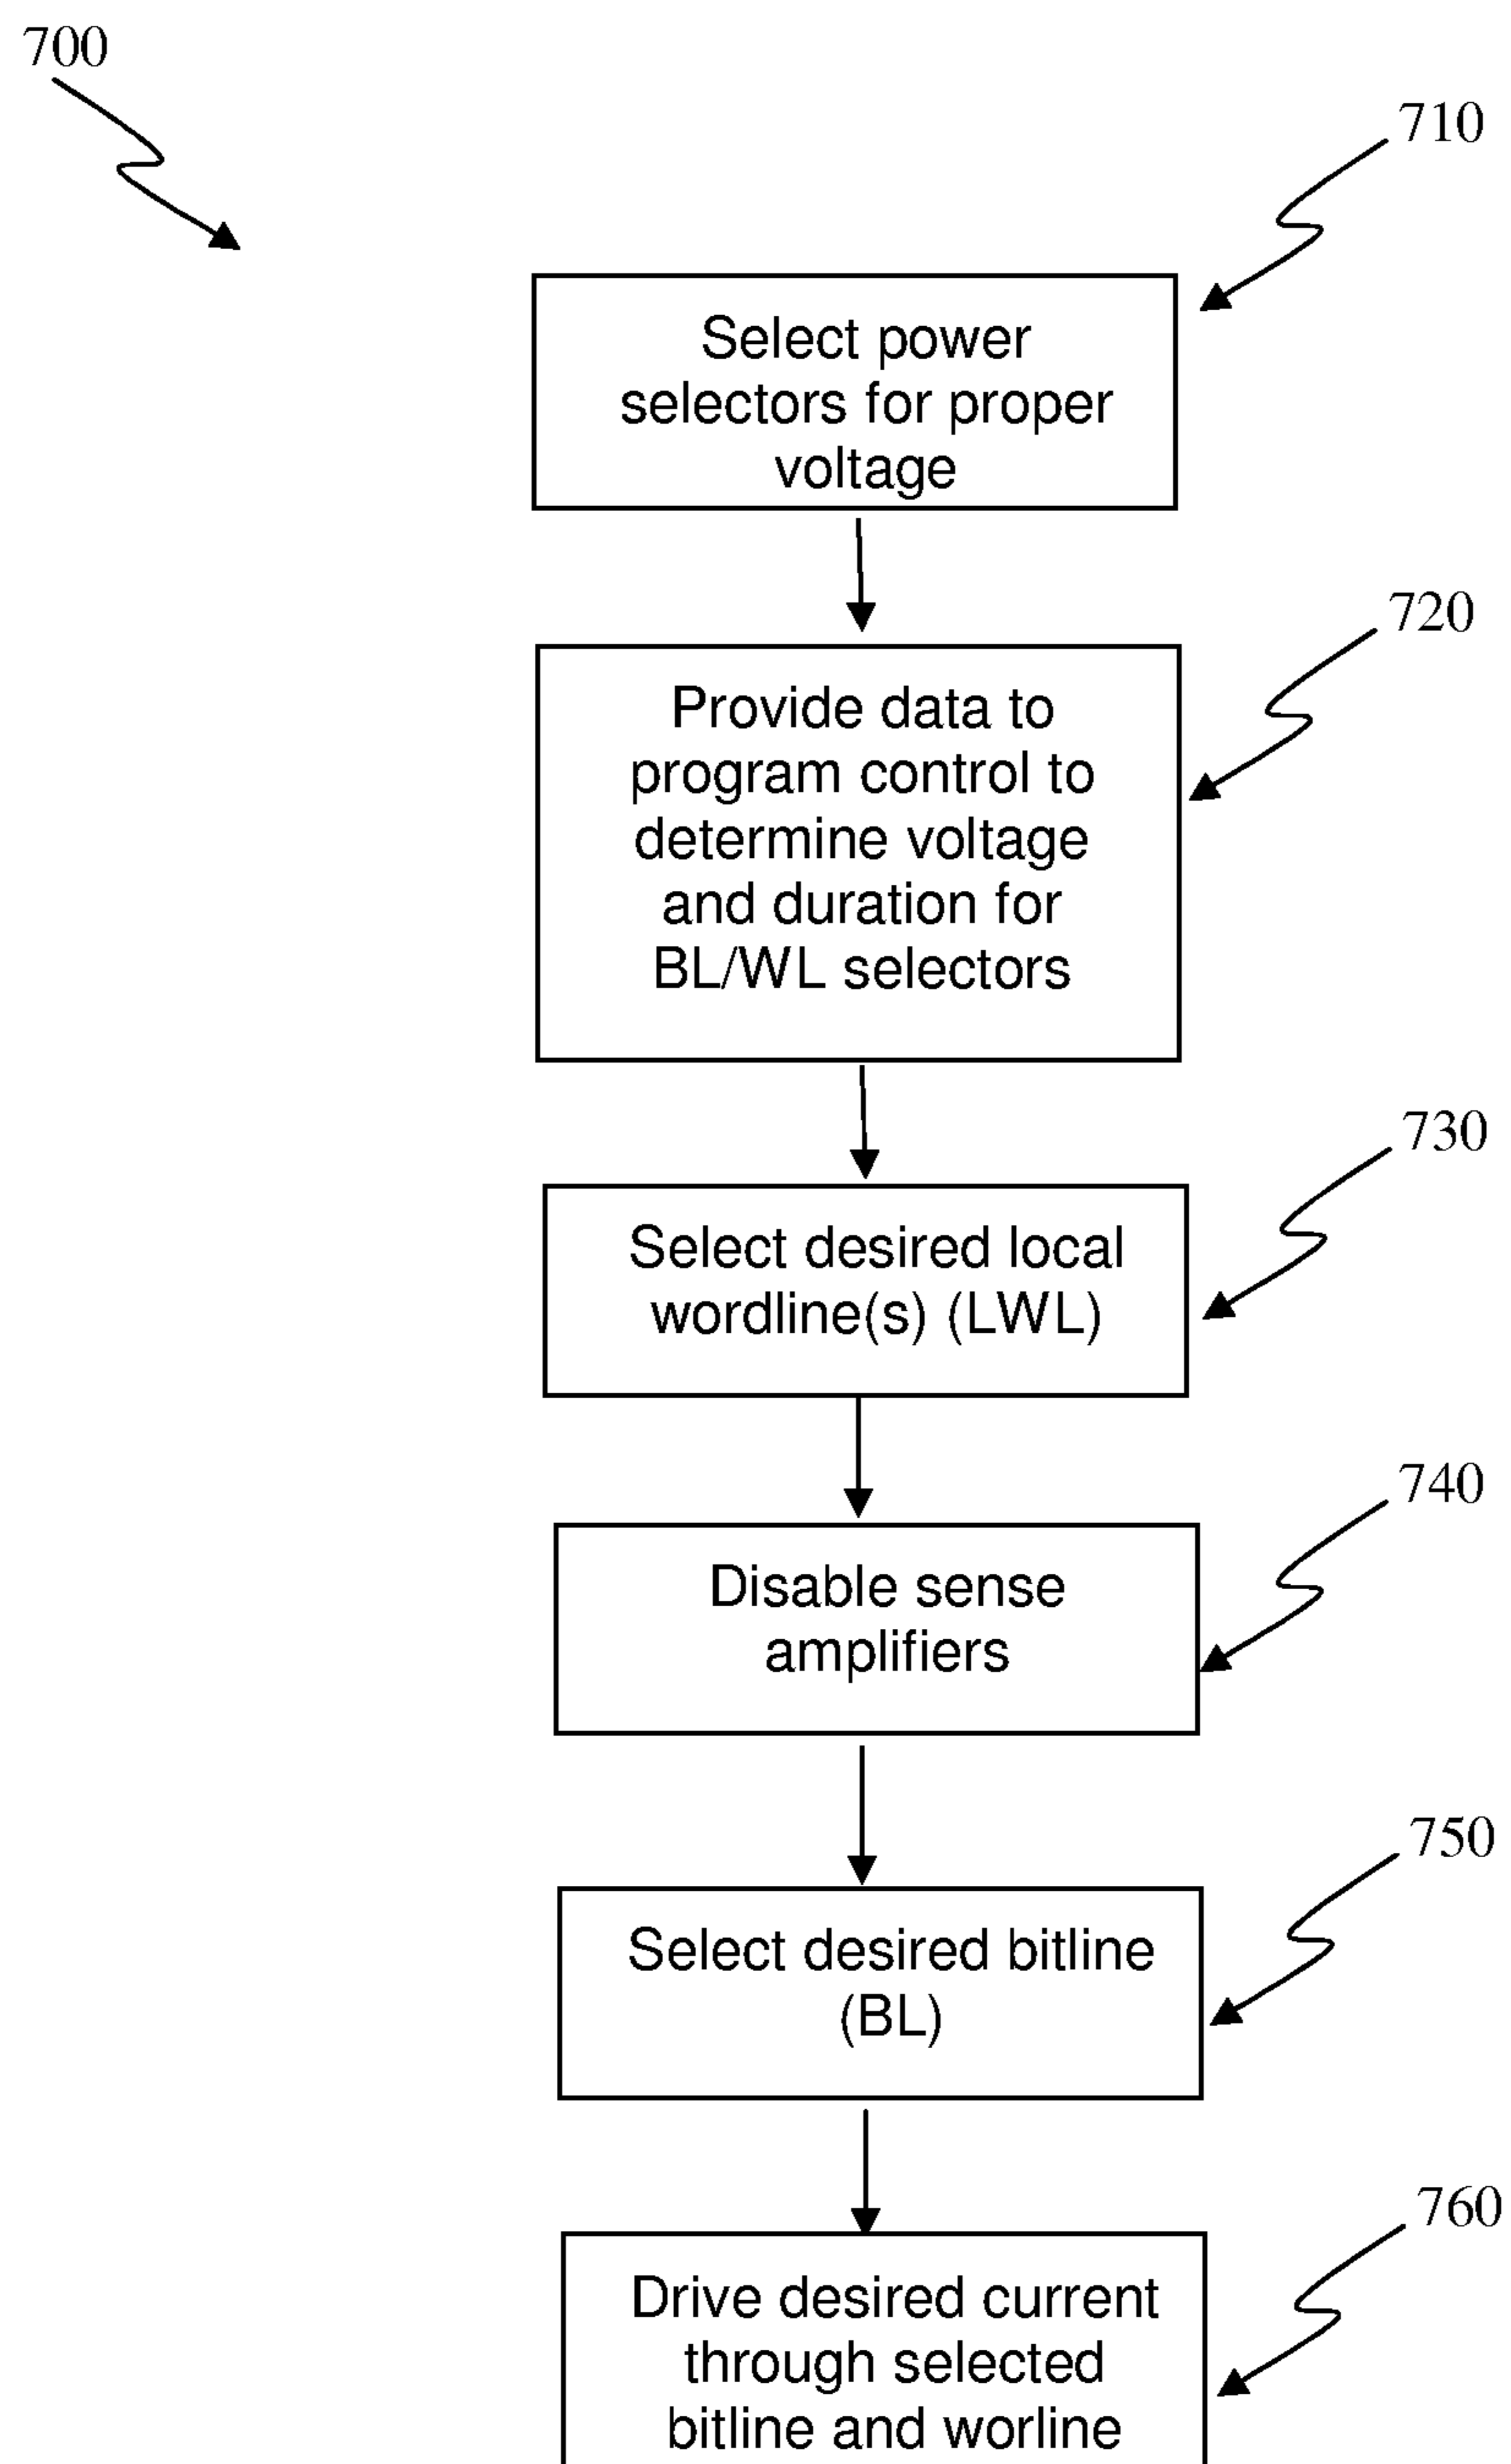 700
710
Select power
selectors for proper
voltage
720
Provide data to
program control to
determine voltage
and duration for
BL/WL selectors
730
Select desired local
wordline(s) (LWL)
740
Disable sense
amplifiers
750
Select desired bitline
(BL)
760
Drive desired current
through selected
bitline and worline